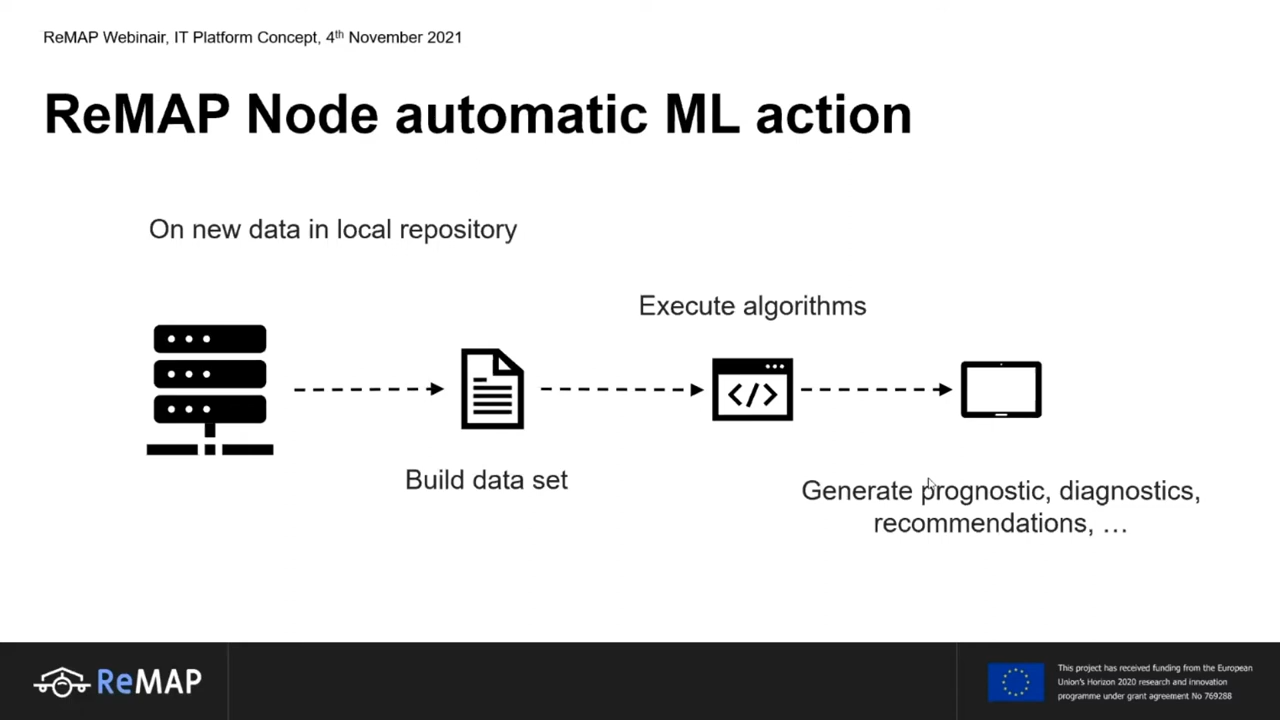 ReMAP Webinair, IT Platform Concept, 4th November 2021
ReMAP Node automatic ML action
On new data in local repository
Execute algorithms
</>
Build data set
Generate prognostic, diagnostics,
recommendations, …
ReMAP
This project has received funding from the European
Union's Horizon 2020 research and innovation
programme under grant agreement No 769288